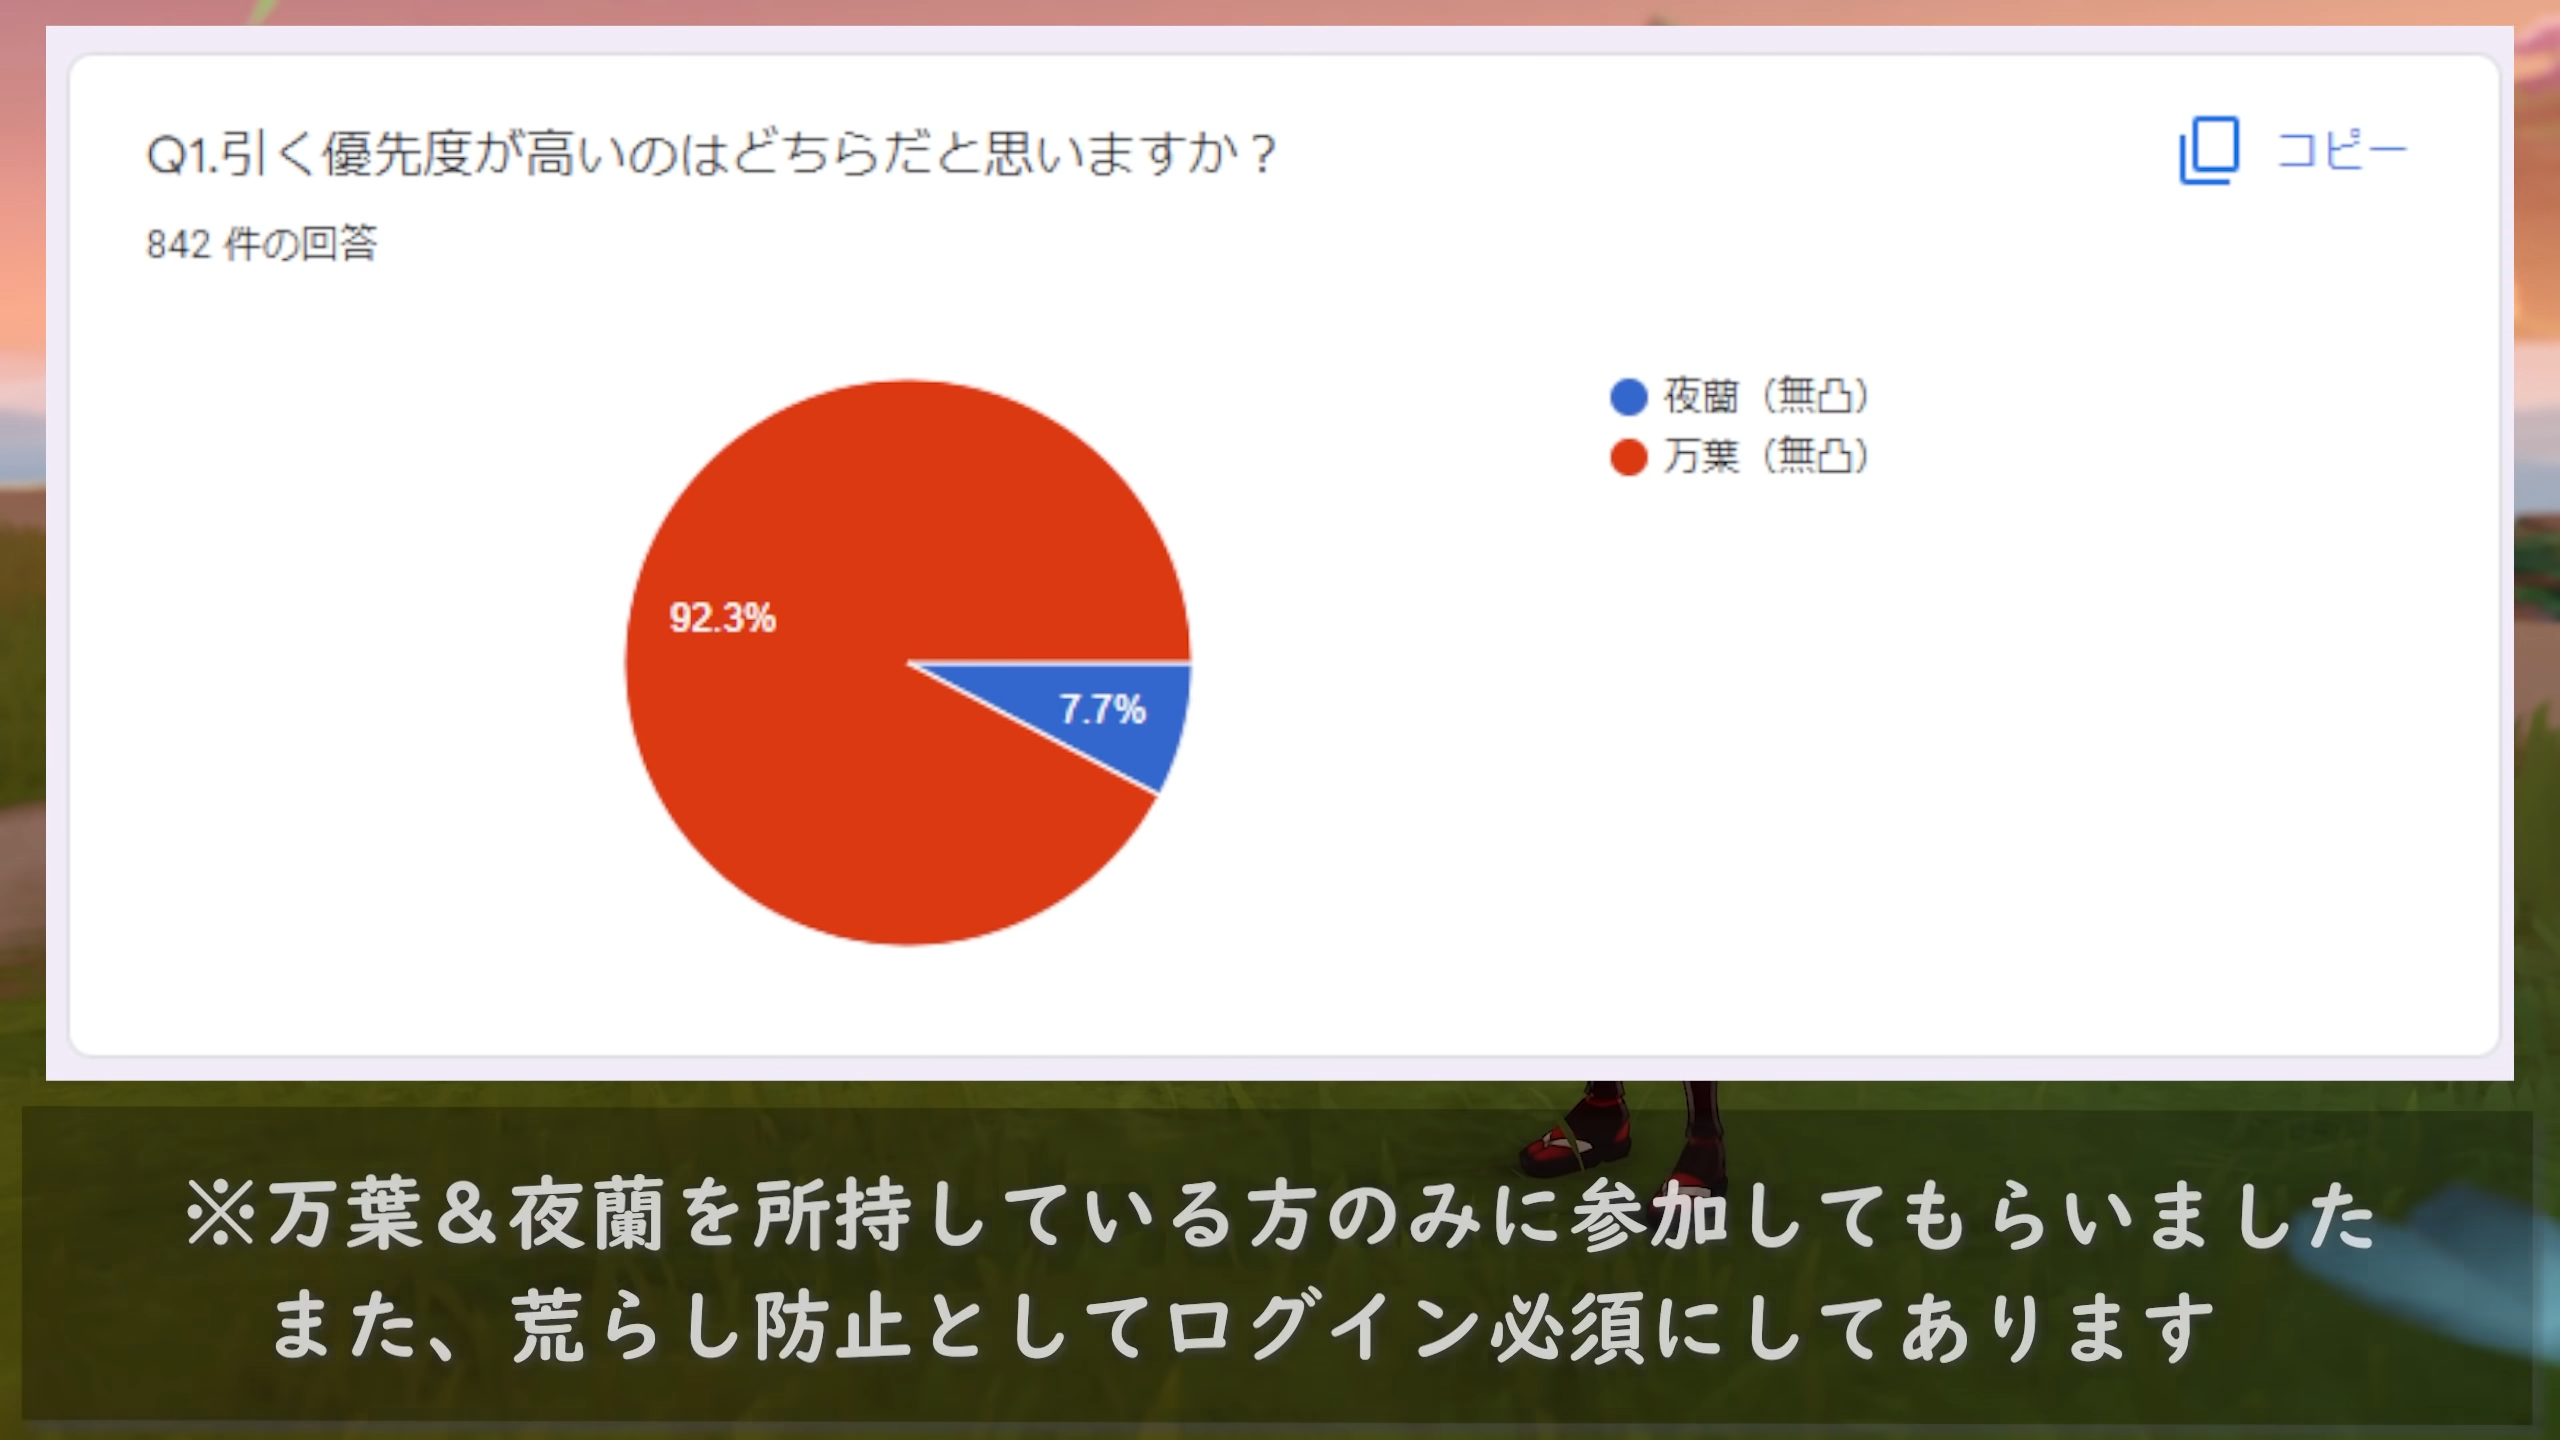 Q1.引く優先度が高いのはどちらだと思いますか？
コピー
842 件の回答
夜蘭（無凸）
万葉（無凸）
92.3%
7.7%
※万葉＆夜蘭を所持している方のみに参加してもらいました
また、荒らし防止としてログイン必須にしてあります